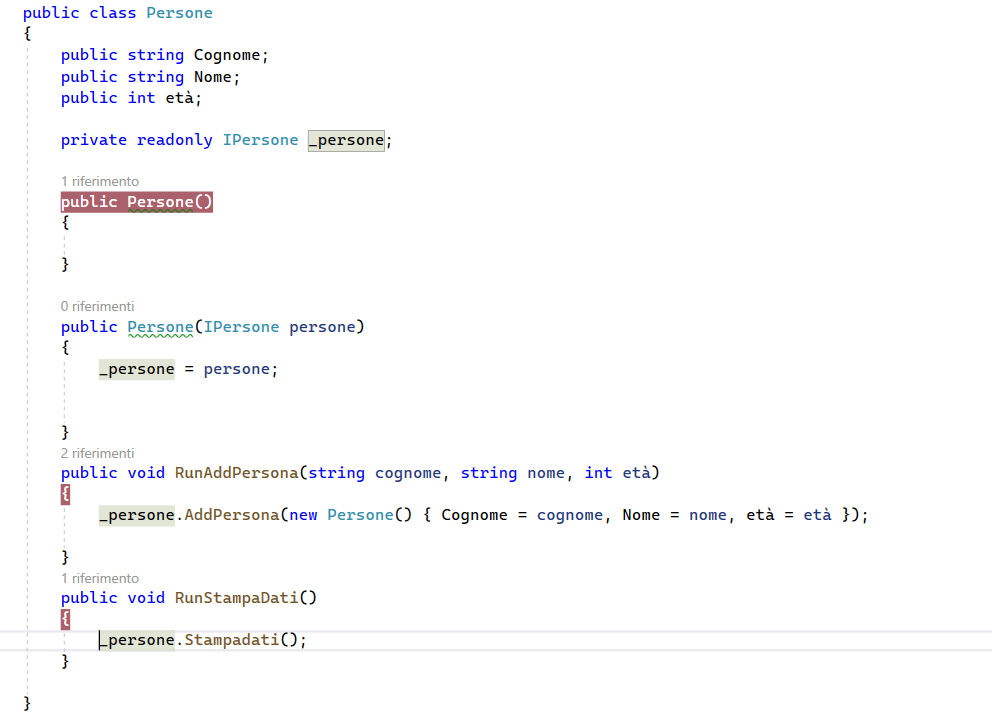 public class Persone
{
public string Cognome;
public string Nome;
public int età;
private readonly IPersone _persone;
1 riferimento
public Persone()
{
}
0 riferimenti
public Persone(IPersone persone)
{
_persone = persone;
}
2 riferimenti
public void RunAddPersona(string cognome, string nome, int età)
{
_persone.AddPersona(new Persone() { Cognome = cognome, Nome = nome, età = età });
}
1 riferimento
public void RunStampaDati()
{
_persone.Stampadati();
}
}